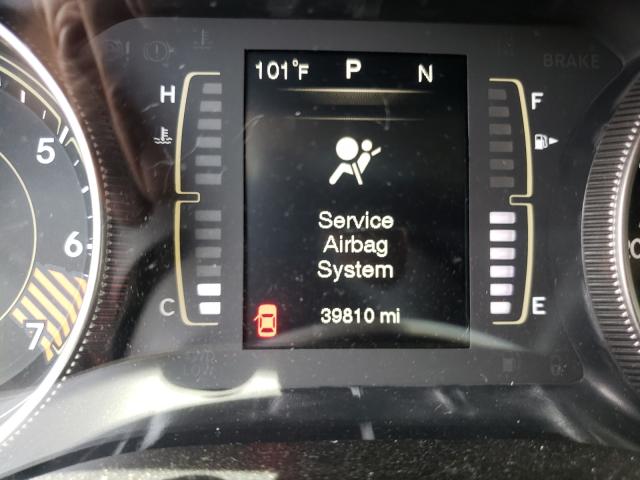 101°F P N
BRAKE
H
F
5
Service
Airbag
System
6
C
E
39810 mi
7